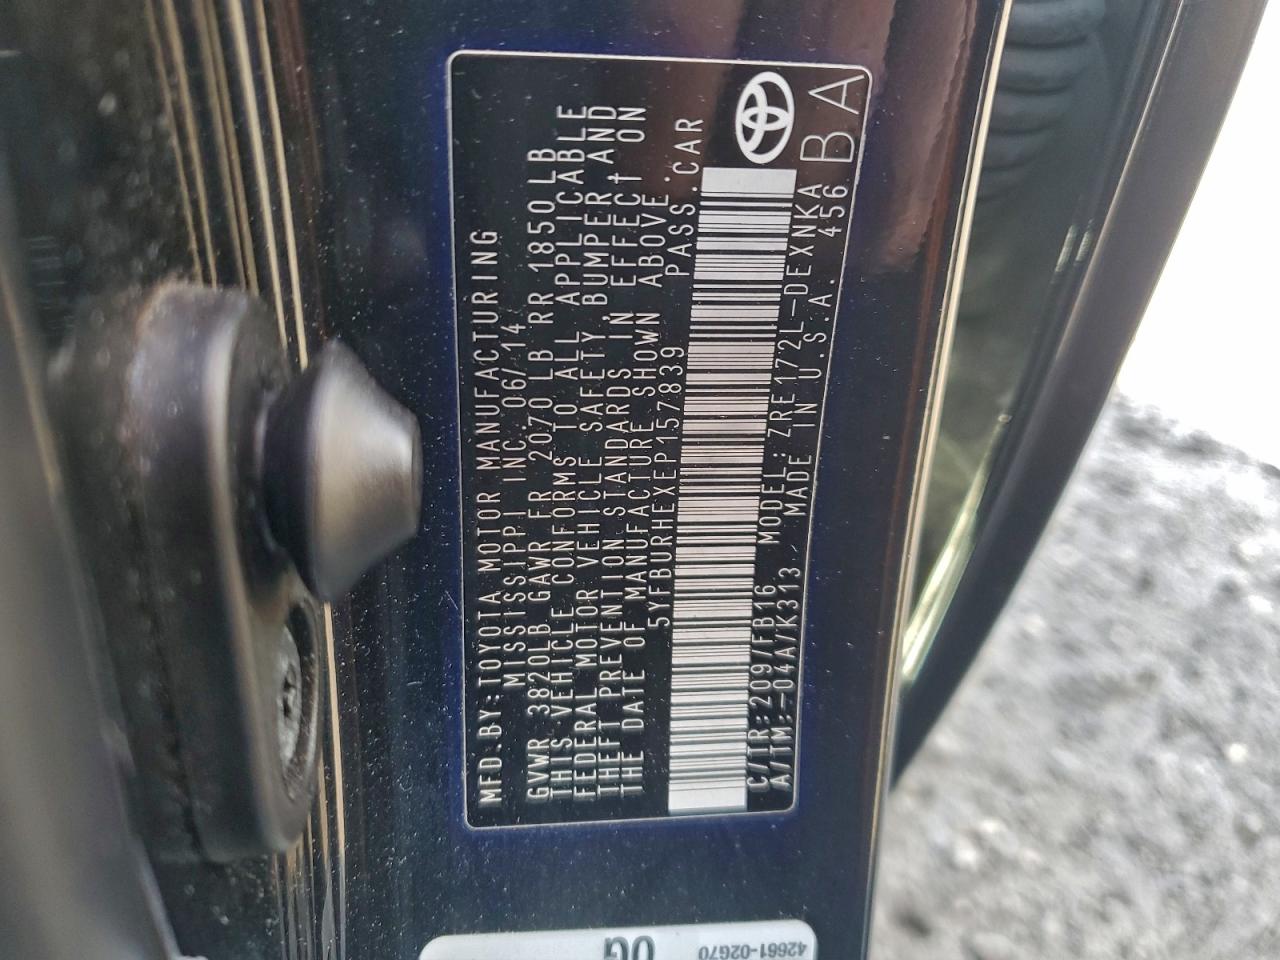 MFD.BY:TOYOTA MOTOR MANUFACTURING
MISSISSIPPI INC.06/14
GVWR 3820LB GAWR FR 2070LB RR 1850LB
THIS VEHICLE CONFORMS TO ALL APPLICABLE
FEDERAL MOTOR VEHICLE SAFETY, BUMPER, AND
THEFT PREVENTION STANDARDS IN EFFECT ON
THE DATE OF MANUFACTURE SHOWN ABOVE.
5YFBURHEXEP157839 PASS.CAR
C/TR:209/FB16 MODEL:ZRE172L-DEXNKA
A/TM:-04A/K313 MADE IN U.S.A. 456 BA
0G
42661-02G70